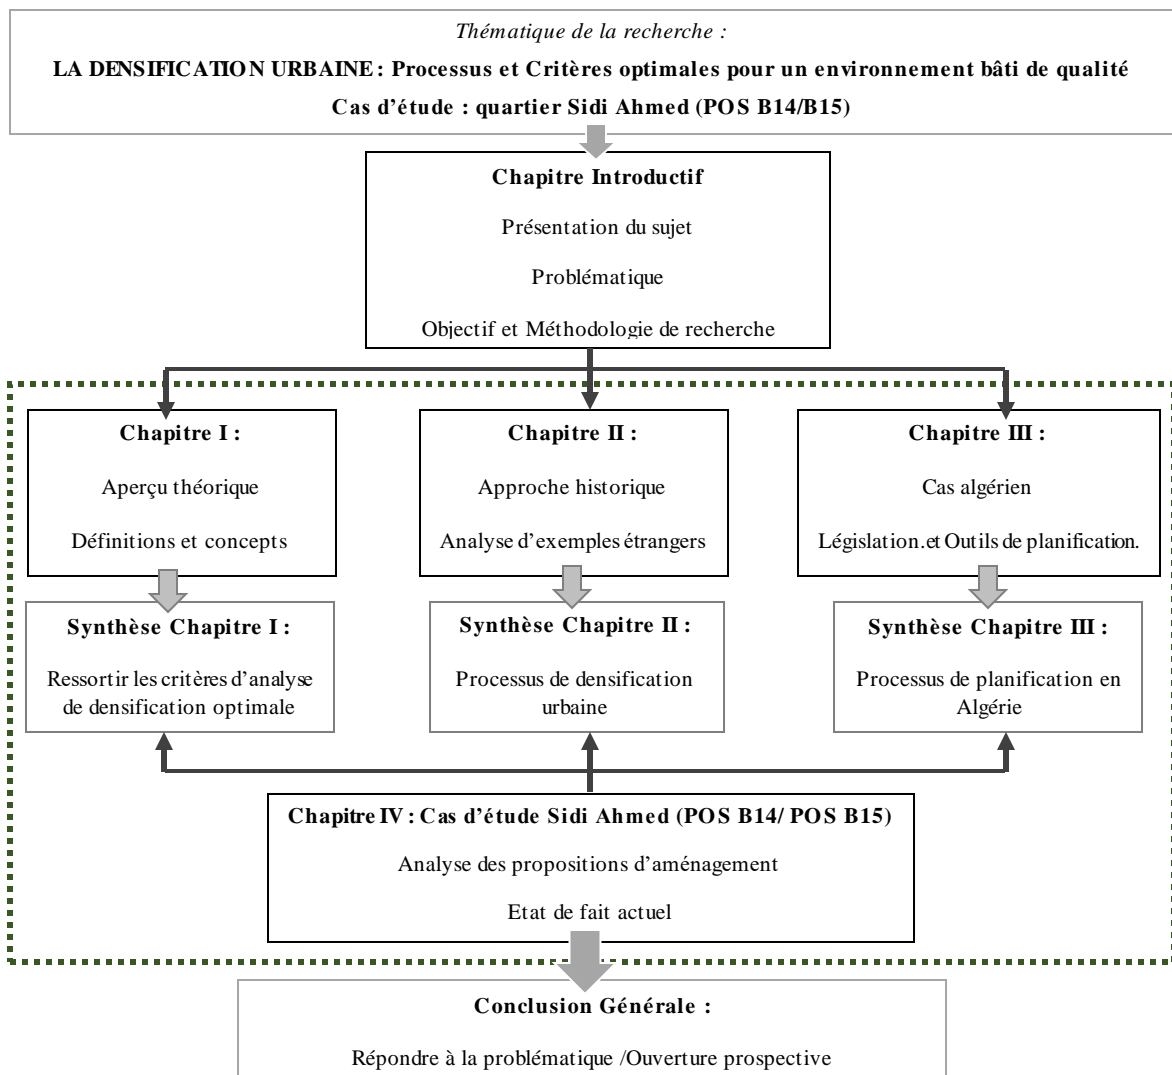 Thématique de la recherche :
LA DENSIFICATION URBAINE : Processus et Critères optimales pour un environnement bâti de qualité
Cas d'étude : quartier Sidi Ahmed (POS B14/B15)
Chapitre Introductif
Présentation du sujet
Problématique
Objectif et Méthodologie de recherche
Chapitre I :
Aperçu théorique
Définitions et concepts
Chapitre II :
Approche historique
Analyse d'exemples étrangers
Chapitre III :
Cas algérien
Législation.et Outils de planification.
Synthèse Chapitre I :
Ressortir les critères d'analyse
de densification optimale
Synthèse Chapitre II :
Processus de densification
urbaine
Synthèse Chapitre III :
Processus de planification en
Algérie
Chapitre IV : Cas d'étude Sidi Ahmed (POS B14/ POS B15)
Analyse des propositions d'aménagement
Etat de fait actuel
Conclusion Générale :
Répondre à la problématique /Ouverture prospective